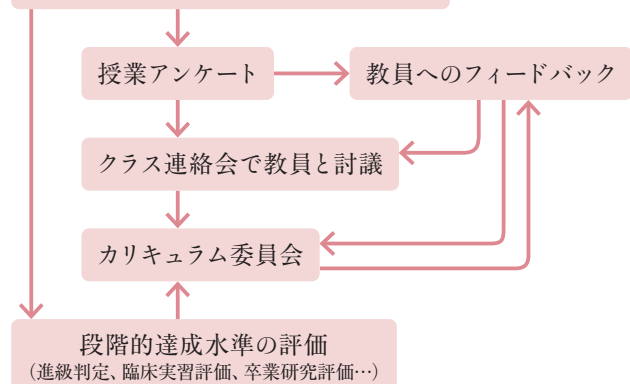 授業アンケート
教員へのフィードバック
クラス連絡会で教員と討議
カリキュラム委員会
段階的達成水準の評価
（進級判定、臨床実習評価、卒業研究評価…）